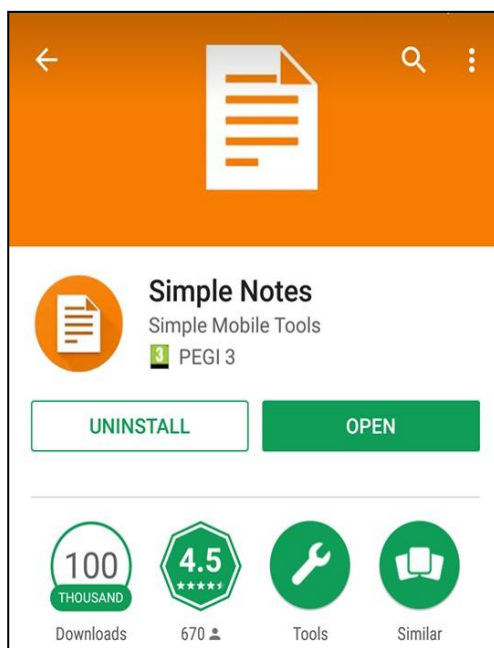 Simple Notes
Simple Mobile Tools
3 PEGI 3
UNINSTALL
OPEN
100
THOUSAND
4.5
Downloads
670
Tools
Similar